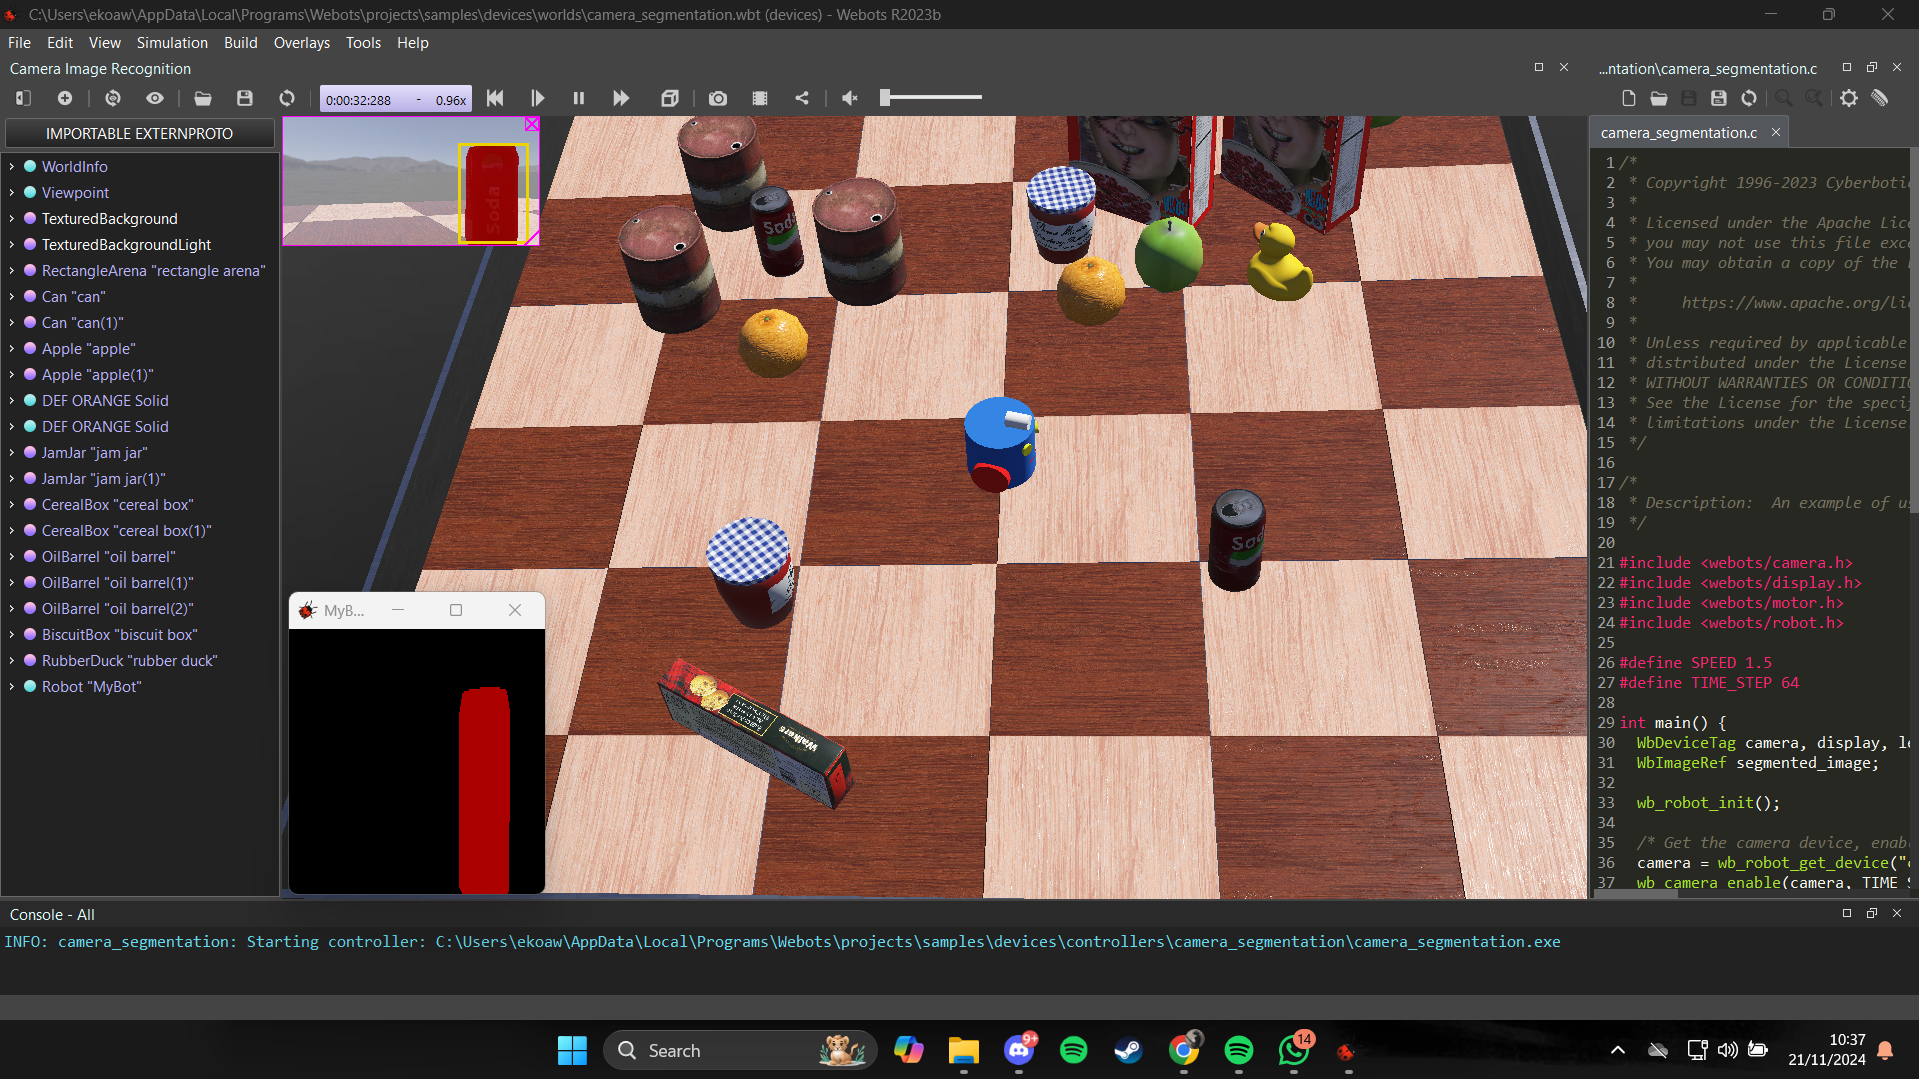 C:\Users\ekoaw\AppData\Local\Programs\Webots\projects\samples\devices\worlds\camera_segmentation.wbt (devices) - Webots R2023b
File Edit View Simulation Build Overlays Tools Help
Camera Image Recognition
...ntation\camera_segmentation.c
0:00:32:288 - 0.96x
IMPORTABLE EXTERNPROTO
WorldInfo
Viewpoint
TexturedBackground
TexturedBackgroundLight
RectangleArena "rectangle arena"
Can "can"
Can "can(1)"
Apple "apple"
Apple "apple(1)"
DEF ORANGE Solid
DEF ORANGE Solid
JamJar "jam jar"
JamJar "jam jar(1)"
CerealBox "cereal box"
CerealBox "cereal box(1)"
OilBarrel "oil barrel"
OilBarrel "oil barrel(1)"
OilBarrel "oil barrel(2)"
BiscuitBox "biscuit box"
RubberDuck "rubber duck"
Robot "MyBot"
Soda
Soda
Soda
Walkers
MyB...
camera_segmentation.c
1 /*
2 * Copyright 1996-2023 Cyberbotic
3 *
4 * Licensed under the Apache Lice
5 * you may not use this file exce
6 * You may obtain a copy of the
7 *
8 * https://www.apache.org/lic
9 *
10 * Unless required by applicable
11 * distributed under the License
12 * WITHOUT WARRANTIES OR CONDITIO
13 * See the License for the speci
14 * limitations under the License
15 */
16
17 /*
18 * Description: An example of us
19 */
20
21 #include <webots/camera.h>
22 #include <webots/display.h>
23 #include <webots/motor.h>
24 #include <webots/robot.h>
25
26 #define SPEED 1.5
27 #define TIME_STEP 64
28
29 int main() {
30 WbDeviceTag camera, display, le
31 WbImageRef segmented_image;
32
33 wb_robot_init();
34
35 /* Get the camera device, enab
36 camera = wb_robot_get_device("c
37 wb_camera_enable(camera, TIME_S
Console - All
INFO: camera_segmentation: Starting controller: C:\Users\ekoaw\AppData\Local\Programs\Webots\projects\samples\devices\controllers\camera_segmentation\camera_segmentation.exe
Search
9+
14
10:37
21/11/2024